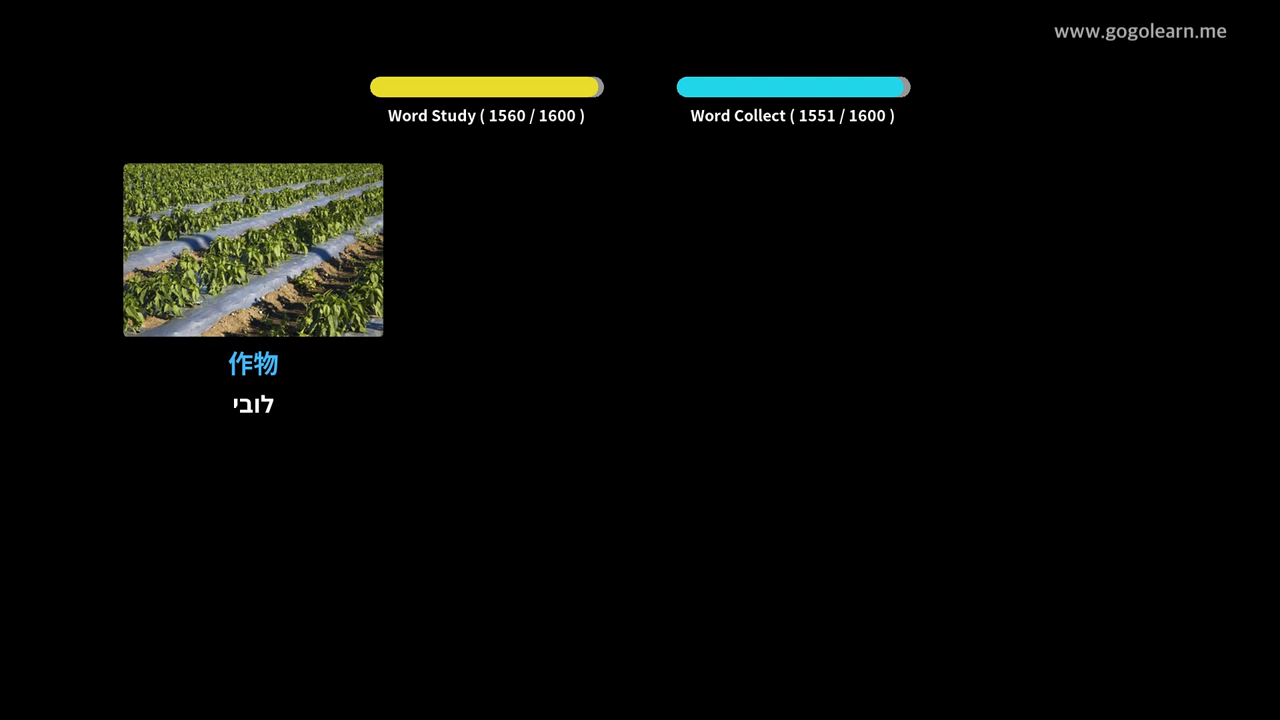 www.gogolearn.me
Word Study ( 1560 / 1600 )
Word Collect ( 1551 / 1600 )
作物
לובי